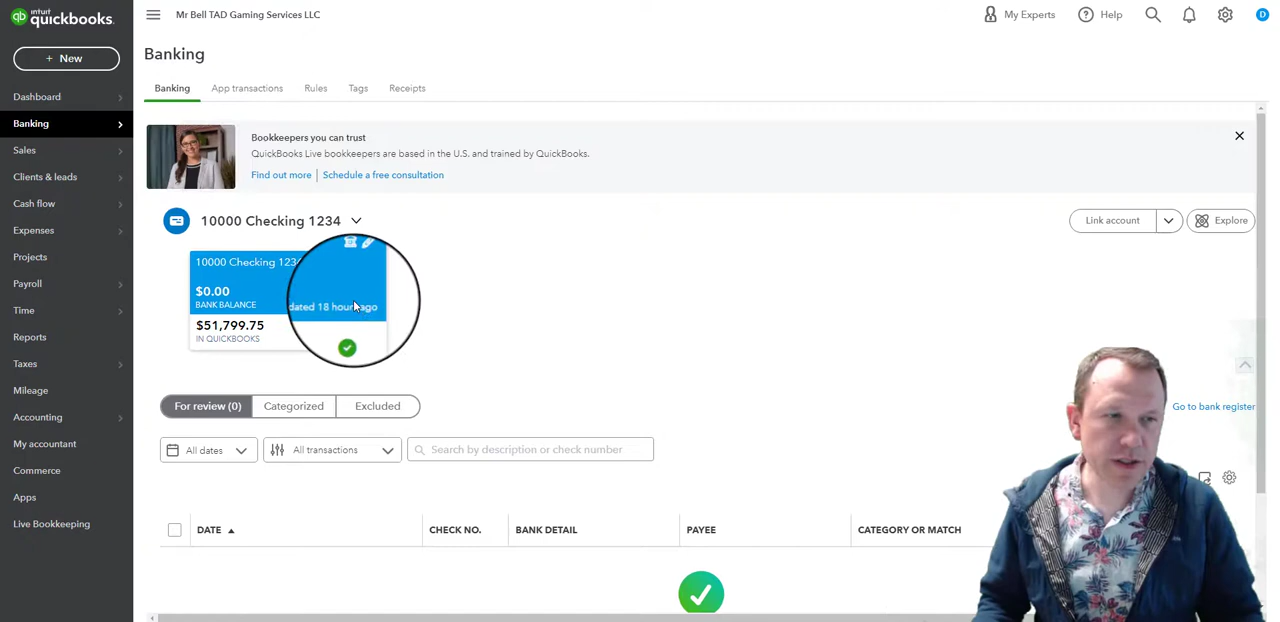 intuit
quickbooks.
Mr Bell TAD Gaming Services LLC
My Experts
Help
D
+ New
Banking
Dashboard
Banking
Sales
Clients & leads
Cash flow
Expenses
Projects
Payroll
Time
Reports
Taxes
Mileage
Accounting
My accountant
Commerce
Apps
Live Bookkeeping
Banking App transactions Rules Tags Receipts
Bookkeepers you can trust
QuickBooks Live bookkeepers are based in the U.S. and trained by QuickBooks.
Find out more | Schedule a free consultation
10000 Checking 1234
Link account
Explore
10000 Checking 1234
$0.00
BANK BALANCE
dated 18 hours ago
$51,799.75
IN QUICKBOOKS
For review (0) Categorized Excluded
Go to bank register
All dates All transactions Search by description or check number
DATE CHECK NO. BANK DETAIL PAYEE CATEGORY OR MATCH